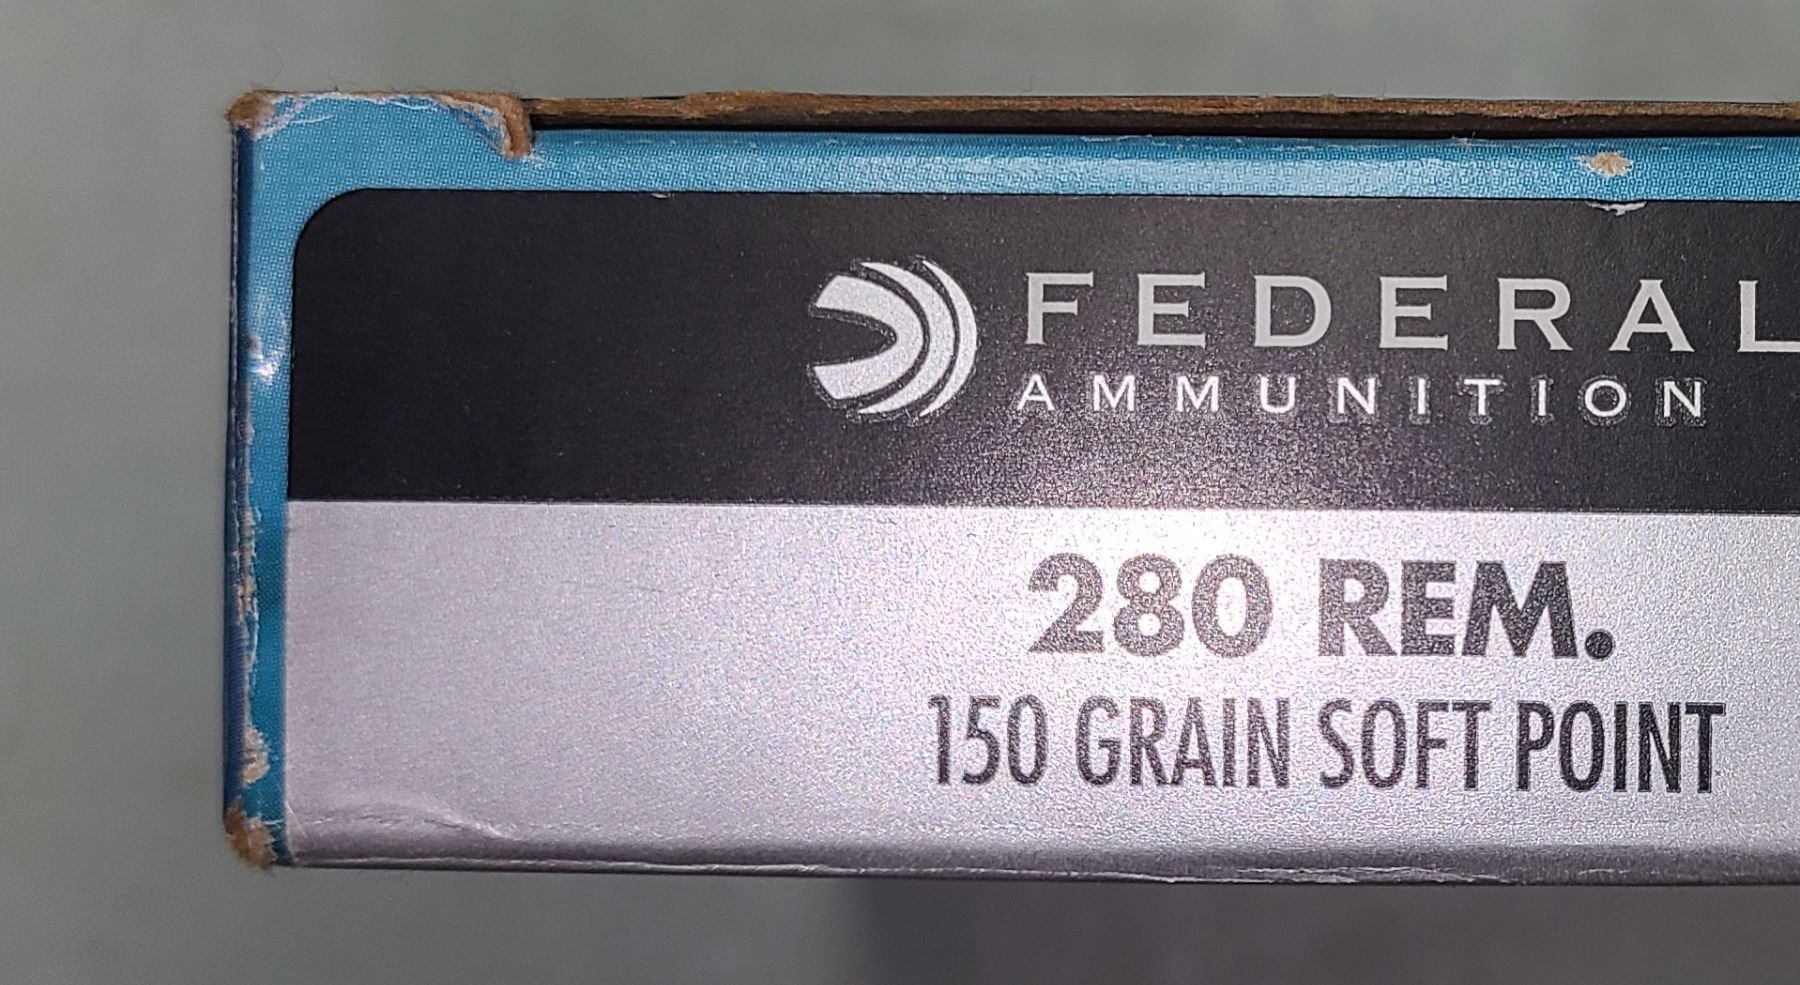 FEDERAL
AMMUNITION
280 REM.
150 GRAIN SOFT POINT